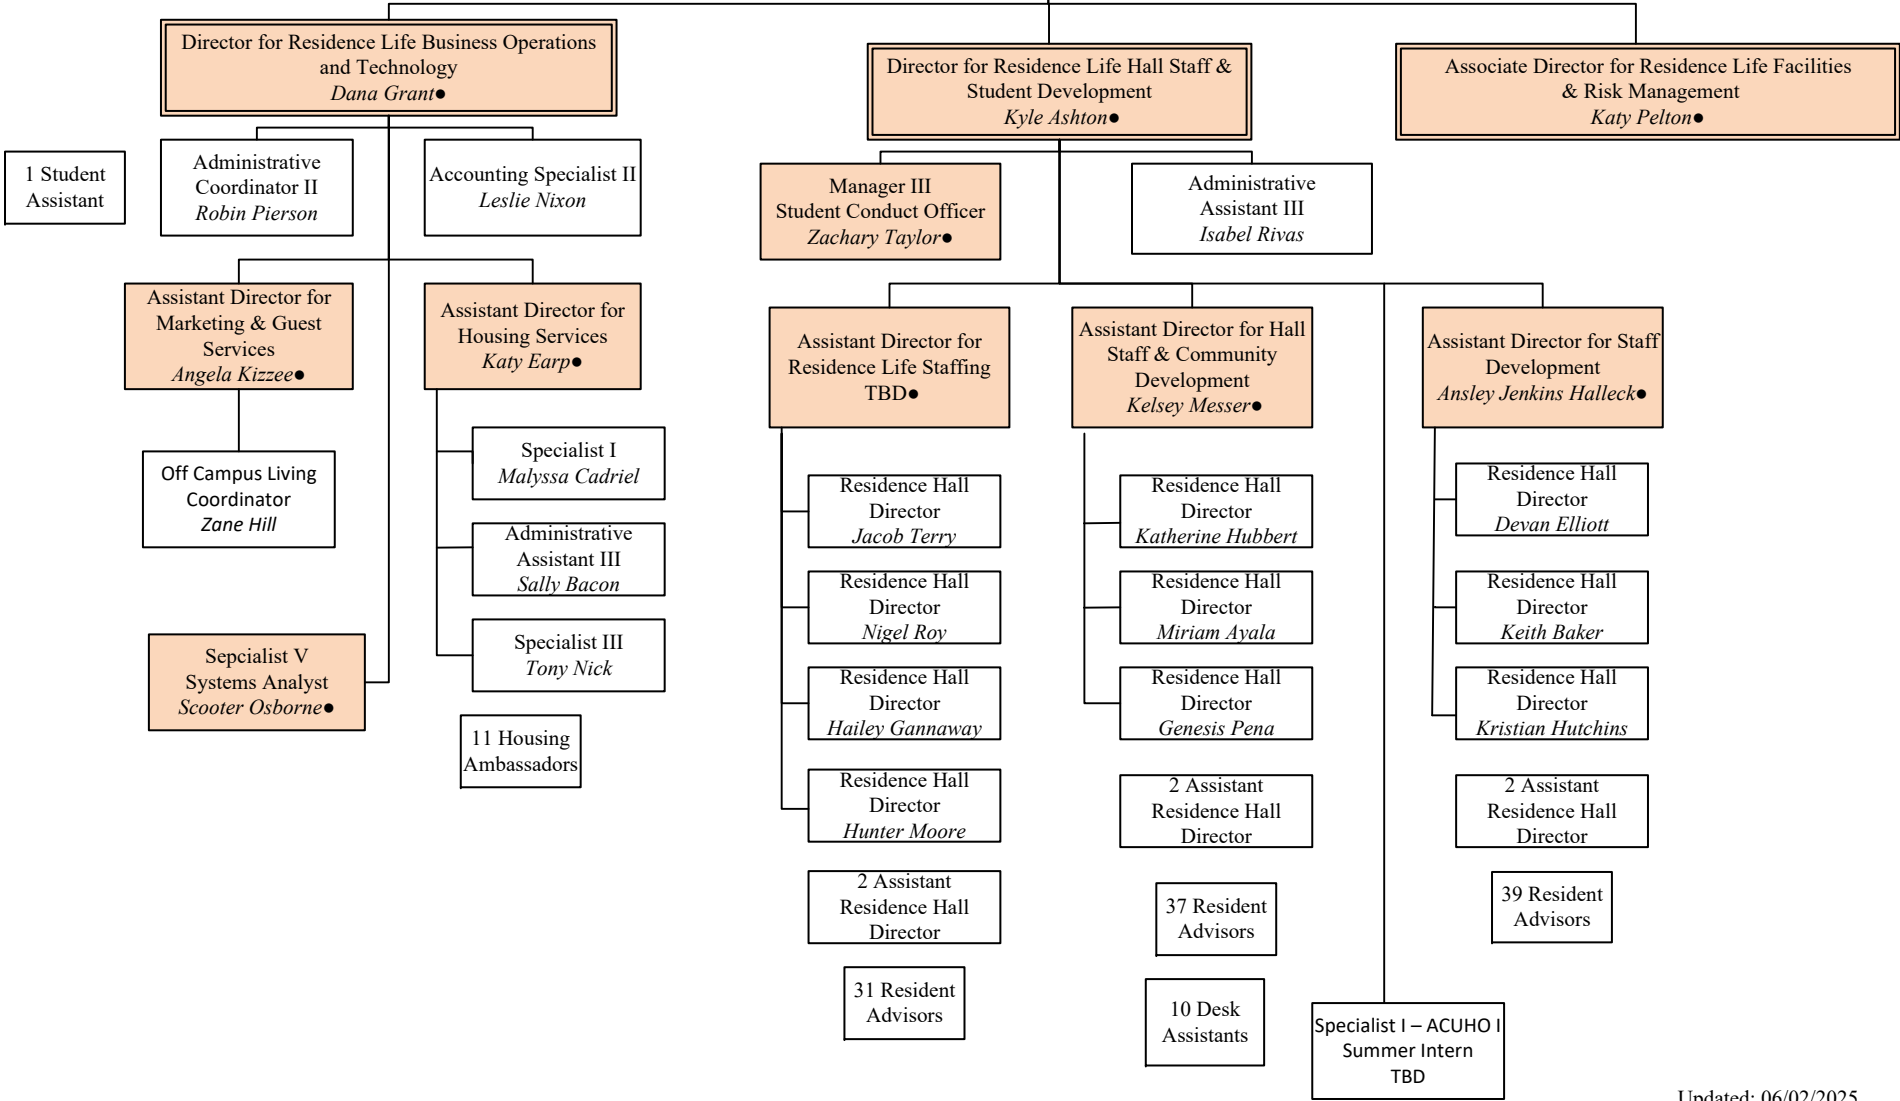 Director for Residence Life Business Operations
and Technology
Dana Grant●
Director for Residence Life Hall Staff &
Student Development
Kyle Ashton●
Associate Director for Residence Life Facilities
& Risk Management
Katy Pelton●
1 Student
Assistant
Administrative
Coordinator II
Robin Pierson
Accounting Specialist II
Leslie Nixon
Manager III
Student Conduct Officer
Zachary Taylor●
Administrative
Assistant III
Isabel Rivas
Assistant Director for
Marketing & Guest
Services
Angela Kizzee●
Assistant Director for
Housing Services
Katy Earp●
Off Campus Living
Coordinator
Zane Hill
Specialist I
Malyssa Cadriel
Administrative
Assistant III
Sally Bacon
Specialist III
Tony Nick
11 Housing
Ambassadors
Sepcialist V
Systems Analyst
Scooter Osborne●
Assistant Director for
Residence Life Staffing
TBD●
Residence Hall
Director
Jacob Terry
Residence Hall
Director
Nigel Roy
Residence Hall
Director
Hailey Gannaway
Residence Hall
Director
Hunter Moore
2 Assistant
Residence Hall
Director
31 Resident
Advisors
Assistant Director for Hall
Staff & Community
Development
Kelsey Messer●
Residence Hall
Director
Katherine Hubbert
Residence Hall
Director
Miriam Ayala
Residence Hall
Director
Genesis Pena
2 Assistant
Residence Hall
Director
37 Resident
Advisors
10 Desk
Assistants
Assistant Director for Staff
Development
Ansley Jenkins Halleck●
Residence Hall
Director
Devan Elliott
Residence Hall
Director
Keith Baker
Residence Hall
Director
Kristian Hutchins
2 Assistant
Residence Hall
Director
39 Resident
Advisors
Specialist I – ACUHO I
Summer Intern
TBD
Updated: 06/02/2025